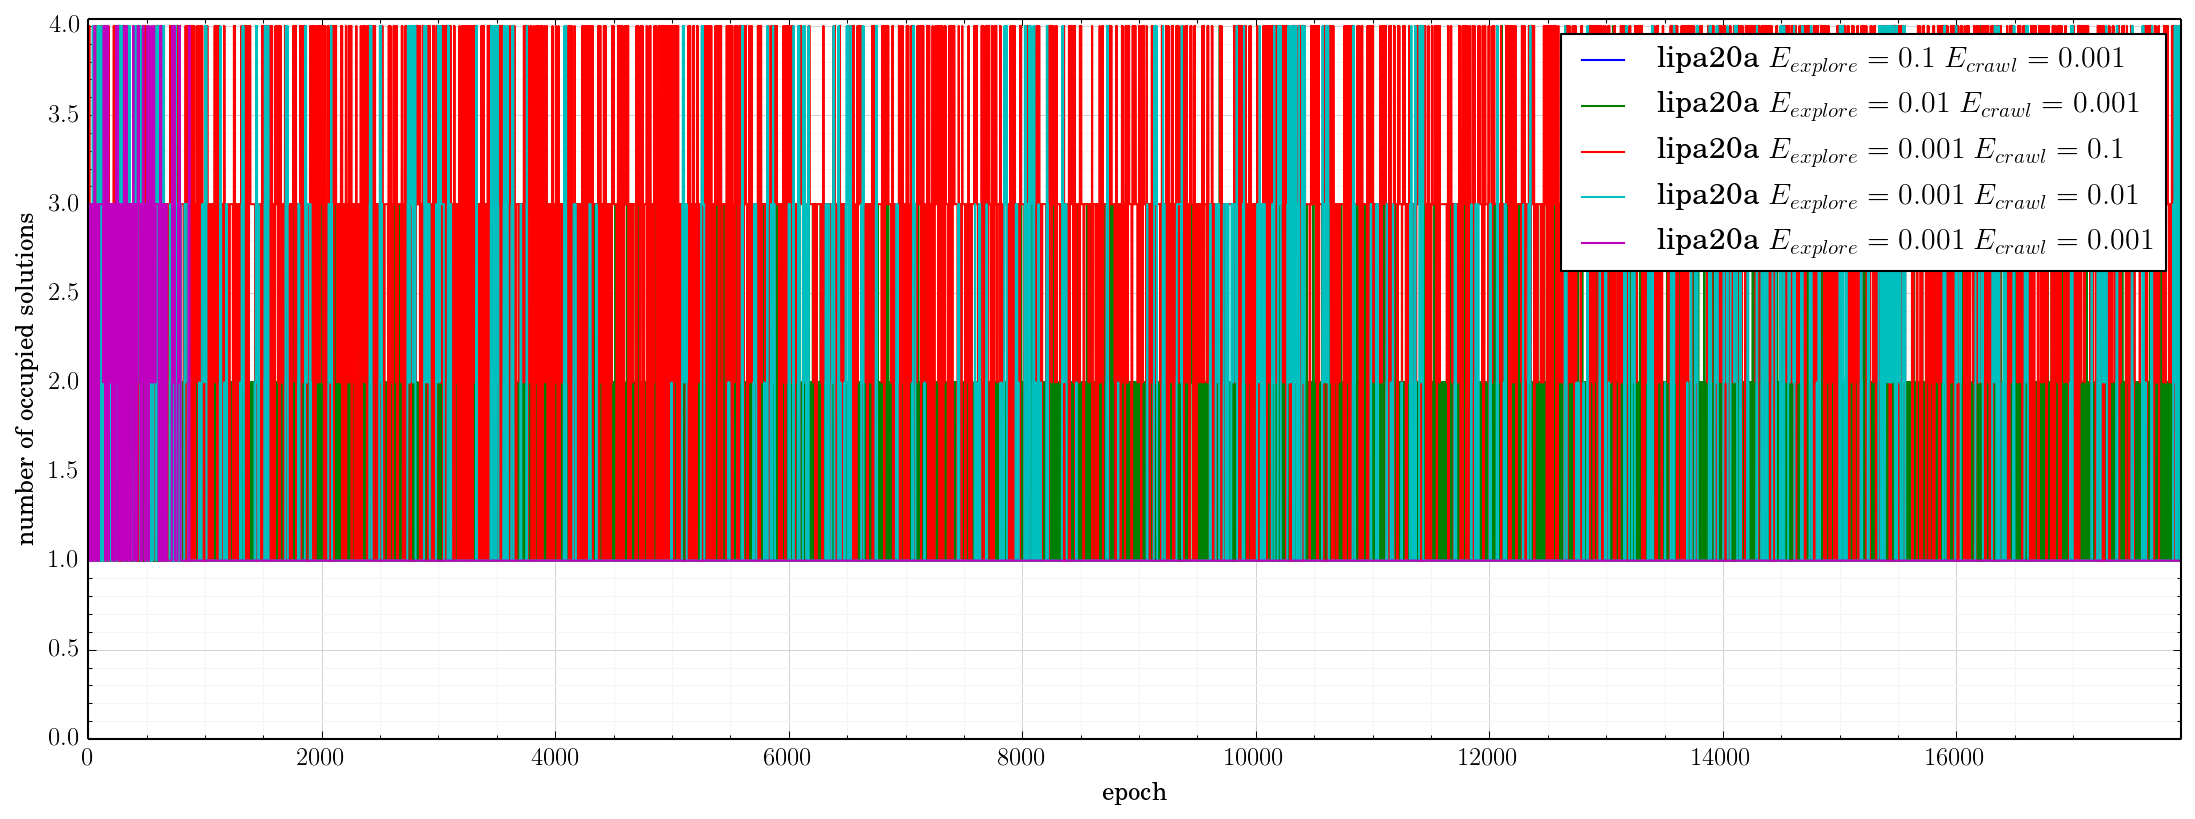 4.0
3.5
3.0
2.5
2.0
1.5
1.0
0.5
0.0
number of occupied solutions
lipa20a E_explore = 0.1 E_crawl = 0.001
lipa20a E_explore = 0.01 E_crawl = 0.001
lipa20a E_explore = 0.001 E_crawl = 0.1
lipa20a E_explore = 0.001 E_crawl = 0.01
lipa20a E_explore = 0.001 E_crawl = 0.001
0 2000 4000 6000 8000 10000 12000 14000 16000
epoch